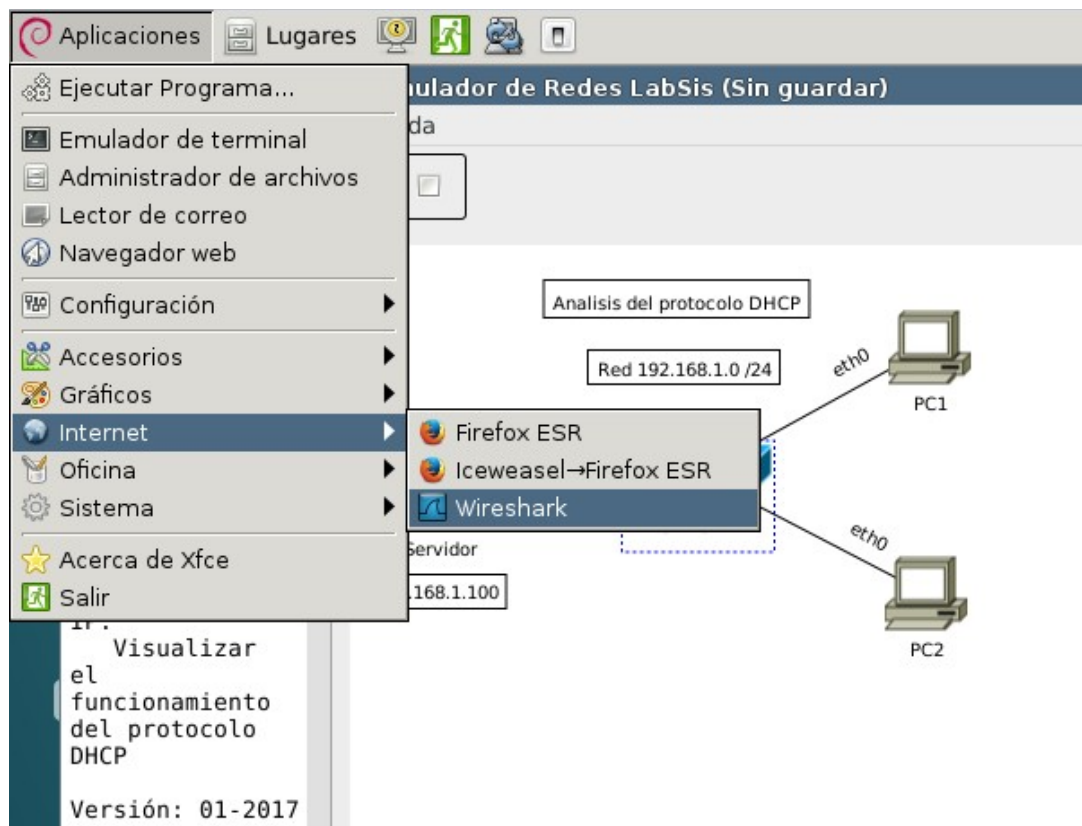 Aplicaciones Lugares
Ejecutar Programa...
Emulador de terminal
Administrador de archivos
Lector de correo
Navegador web
Configuración
Accesorios
Gráficos
Internet
Oficina
Sistema
Acerca de Xfce
Salir
Firefox ESR
Iceweasel→Firefox ESR
Wireshark
ulador de Redes LabSis (Sin guardar)
da
Analisis del protocolo DHCP
Red 192.168.1.0 /24
eth0
PC1
eth0
PC2
Servidor
.168.1.100
Visualizar
el
funcionamiento
del protocolo
DHCP
Versión: 01-2017